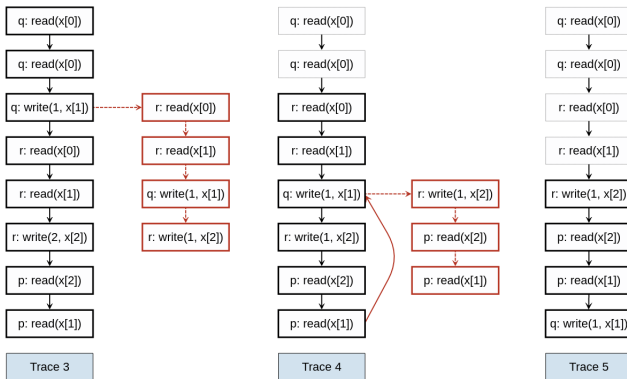 q: read(x[0])
q: read(x[0])
q: write(1, x[1])
r: read(x[0])
r: read(x[1])
r: write(2, x[2])
p: read(x[2])
p: read(x[1])
Trace 3
r: read(x[0])
r: read(x[1])
q: write(1, x[1])
r: write(1, x[2])
q: read(x[0])
q: read(x[0])
r: read(x[0])
r: read(x[1])
q: write(1, x[1])
r: write(1, x[2])
p: read(x[2])
p: read(x[1])
Trace 4
r: write(1, x[2])
p: read(x[2])
p: read(x[1])
q: read(x[0])
q: read(x[0])
r: read(x[0])
r: read(x[1])
r: write(1, x[2])
p: read(x[2])
p: read(x[1])
q: write(1, x[1])
Trace 5